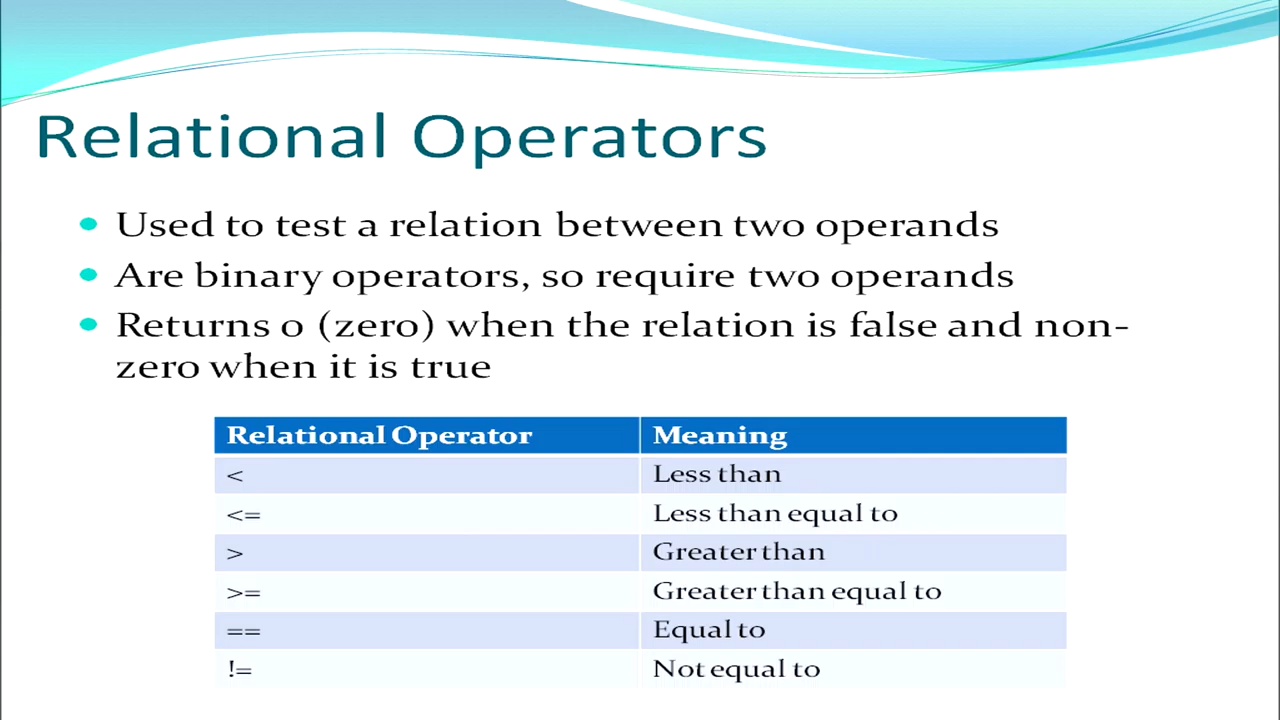 Relational Operators
• Used to test a relation between two operands
• Are binary operators, so require two operands
• Returns 0 (zero) when the relation is false and non-
zero when it is true
Relational Operator Meaning
< Less than
<= Less than equal to
> Greater than
>= Greater than equal to
== Equal to
!= Not equal to